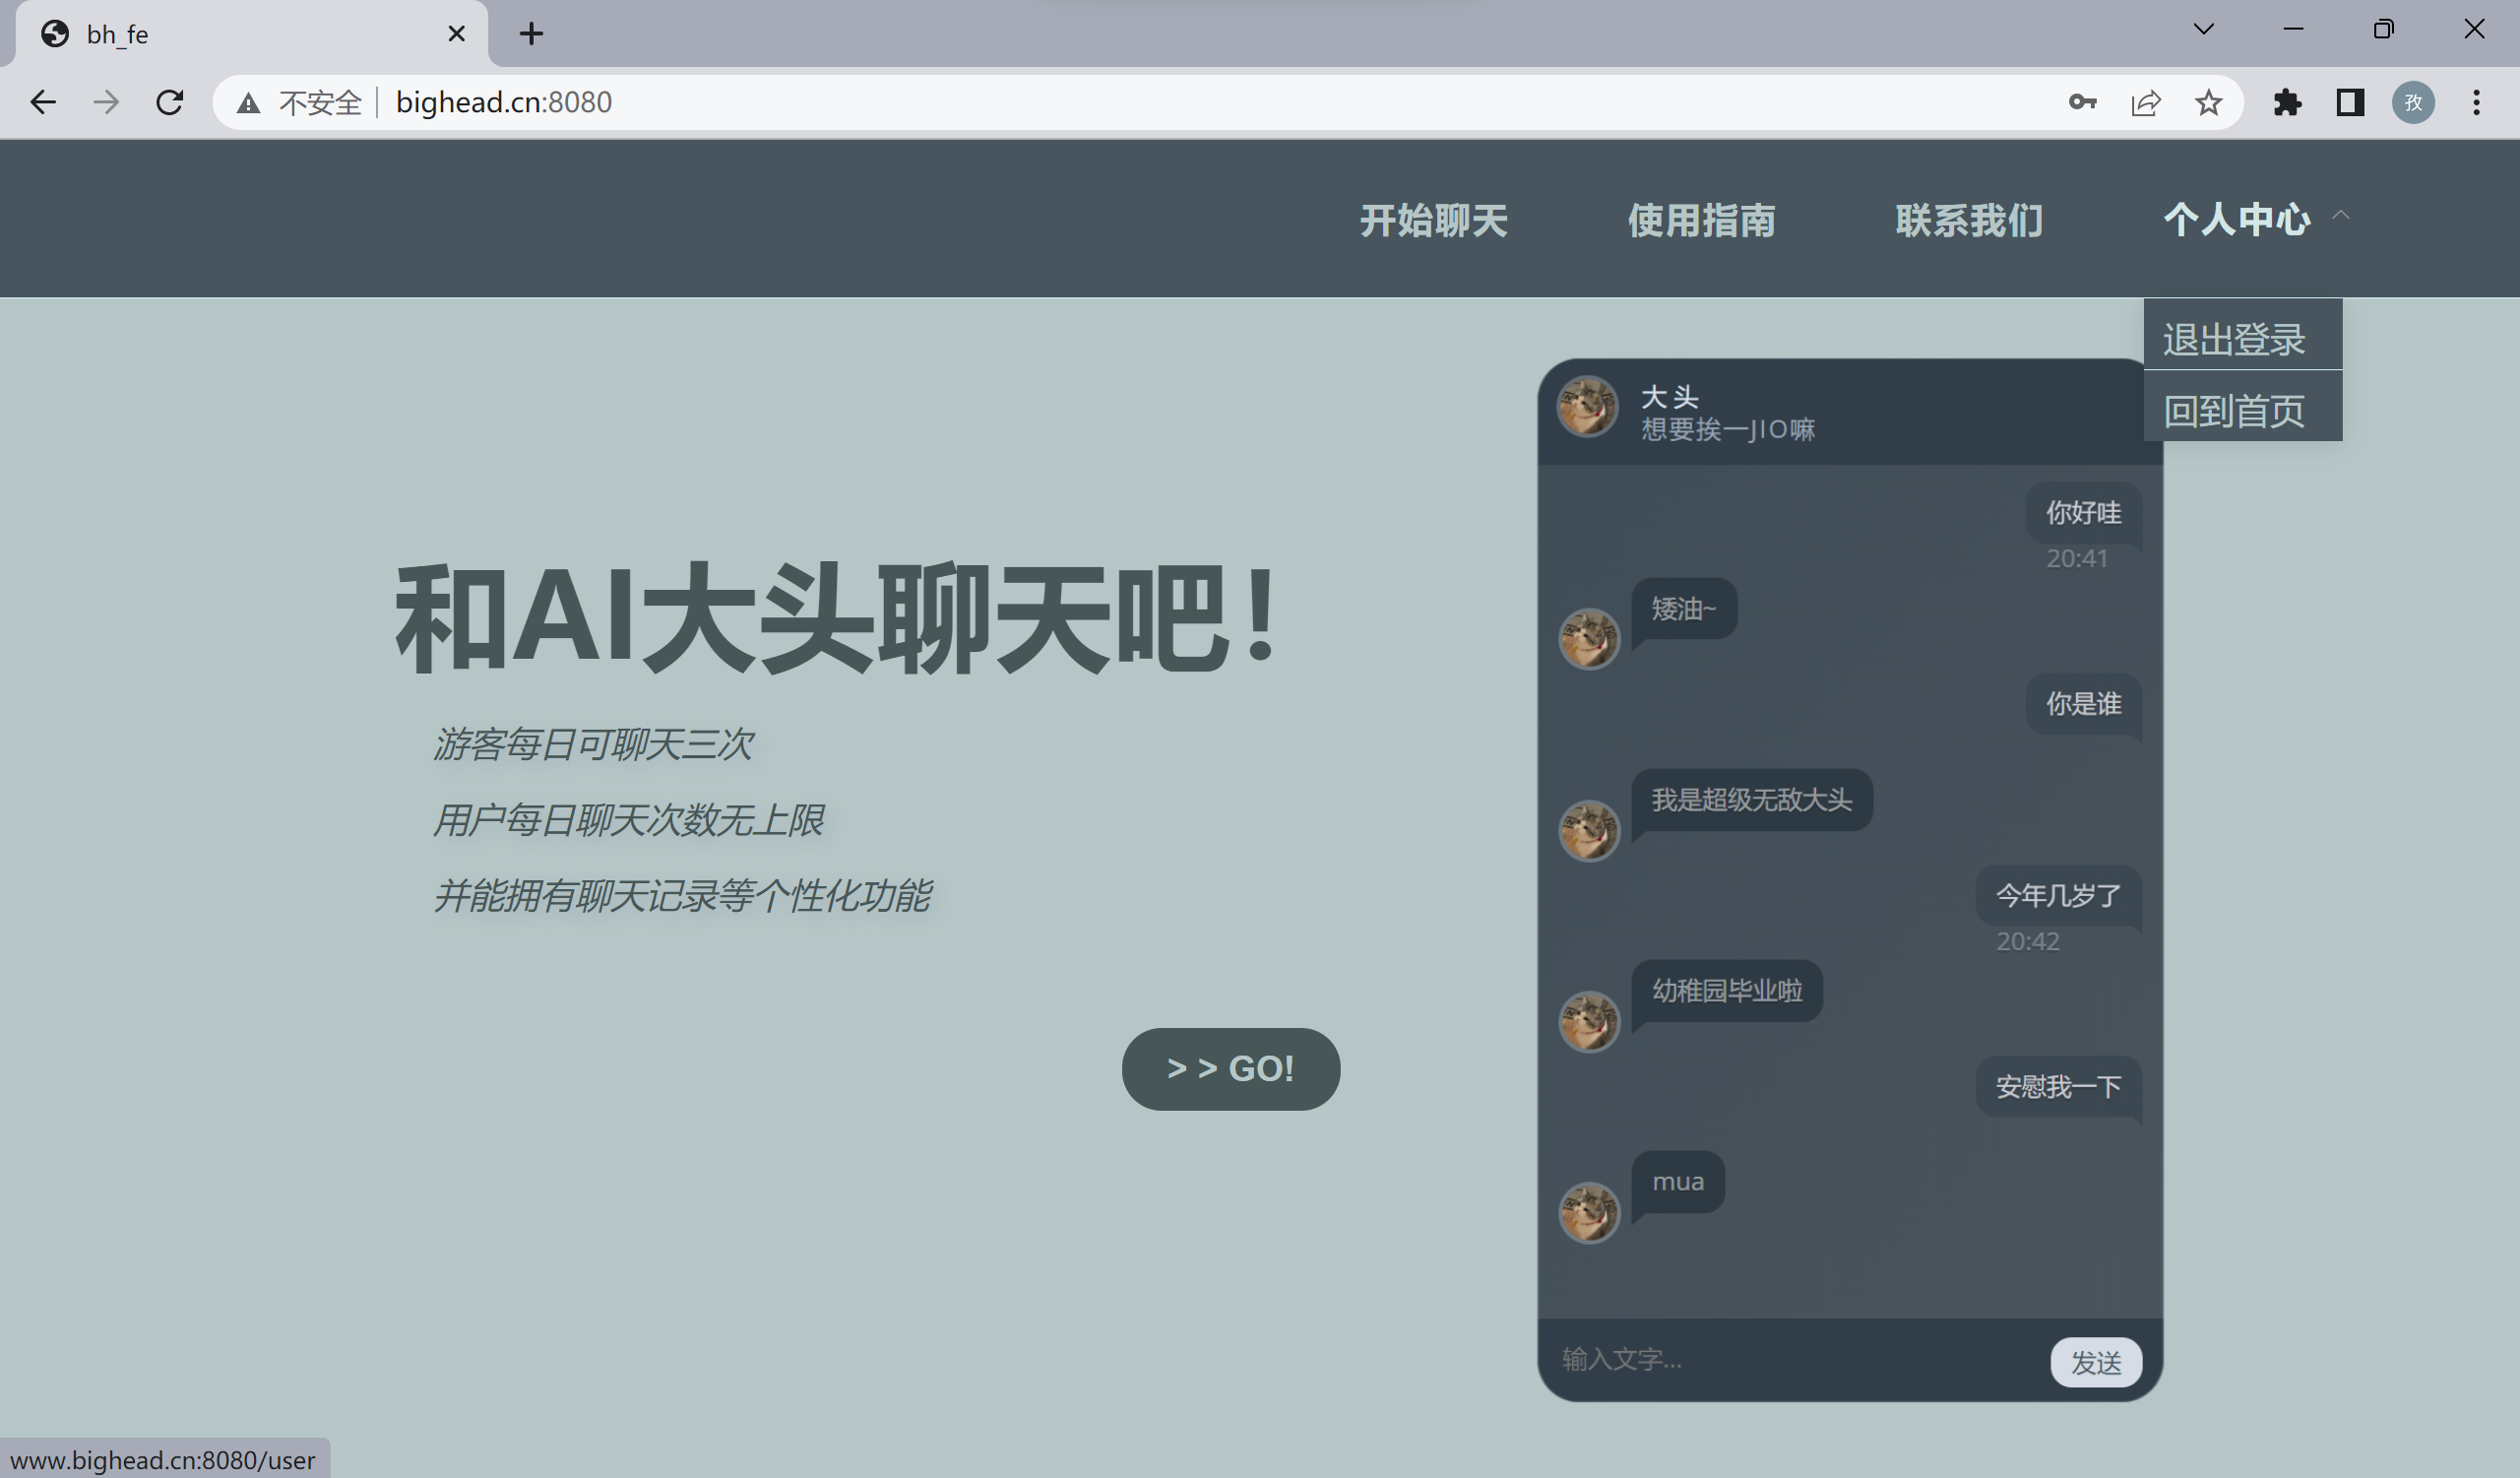 bh_fe
不安全 bighead.cn:8080
孜
开始聊天 使用指南 联系我们 个人中心
退出登录
回到首页
大头
想要挨一JIO嘛
你好哇
20:41
矮油~
你是谁
我是超级无敌大头
今年几岁了
20:42
幼稚园毕业啦
安慰我一下
mua
输入文字...
发送
和AI大头聊天吧!
游客每日可聊天三次
用户每日聊天次数无上限
并能拥有聊天记录等个性化功能
> > GO!
www.bighead.cn:8080/user